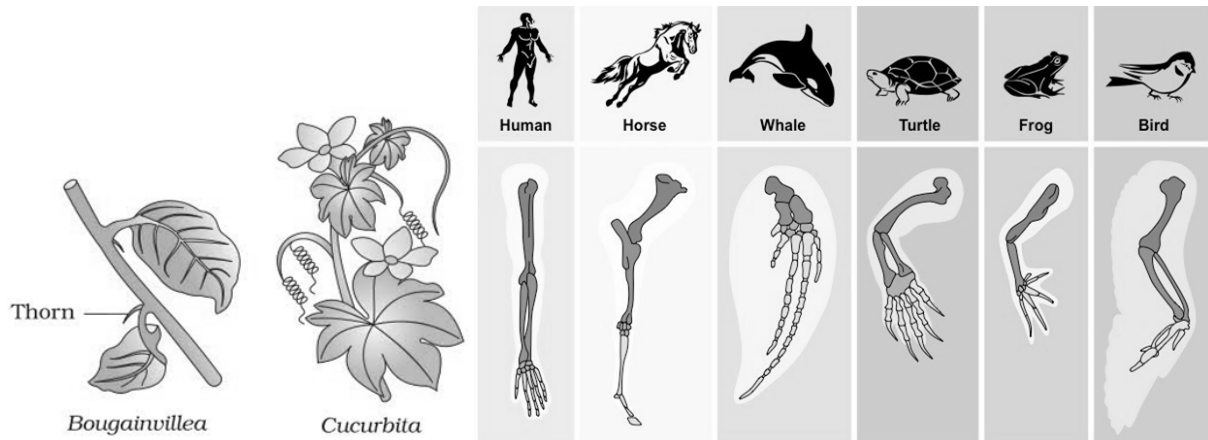 Thorn
Bougainvillea
Cucurbita
Human
Horse
Whale
Turtle
Frog
Bird